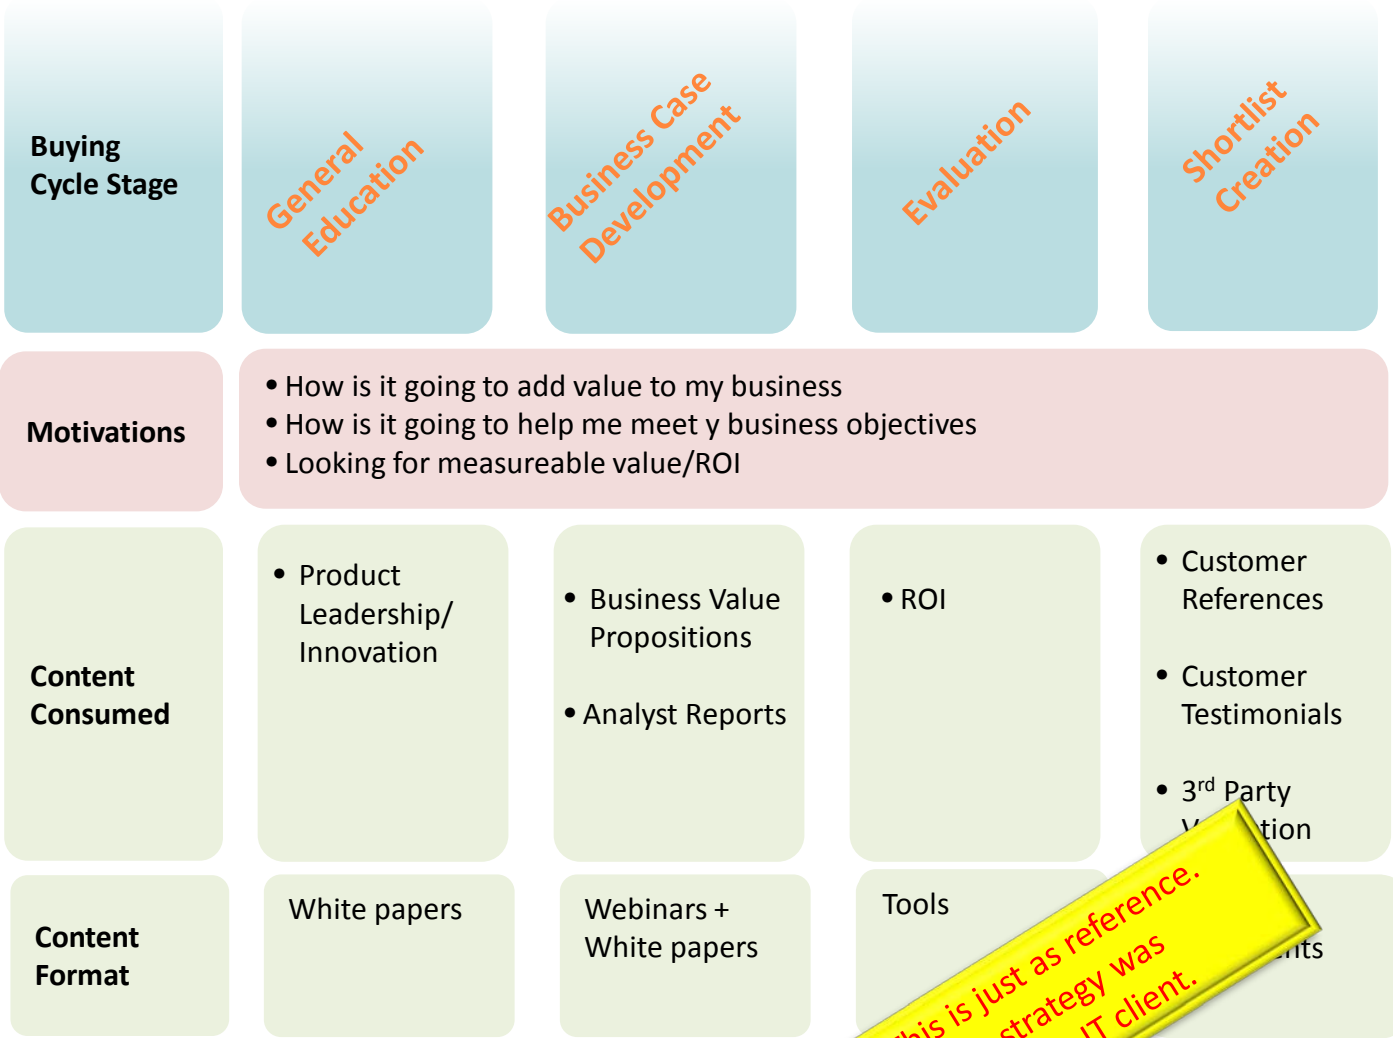 Buying
Cycle Stage
General
Education
Business Case
Development
Evaluation
Shortlist
Creation
Motivations
• How is it going to add value to my business
• How is it going to help me meet y business objectives
• Looking for measureable value/ROI
Content
Consumed
• Product
Leadership/
Innovation
• Business Value
Propositions
• Analyst Reports
• ROI
• Customer
References
• Customer
Testimonials
• 3rd Party
Content
Format
White papers
Webinars +
White papers
Tools
is just as reference.
strategy was
IT client.